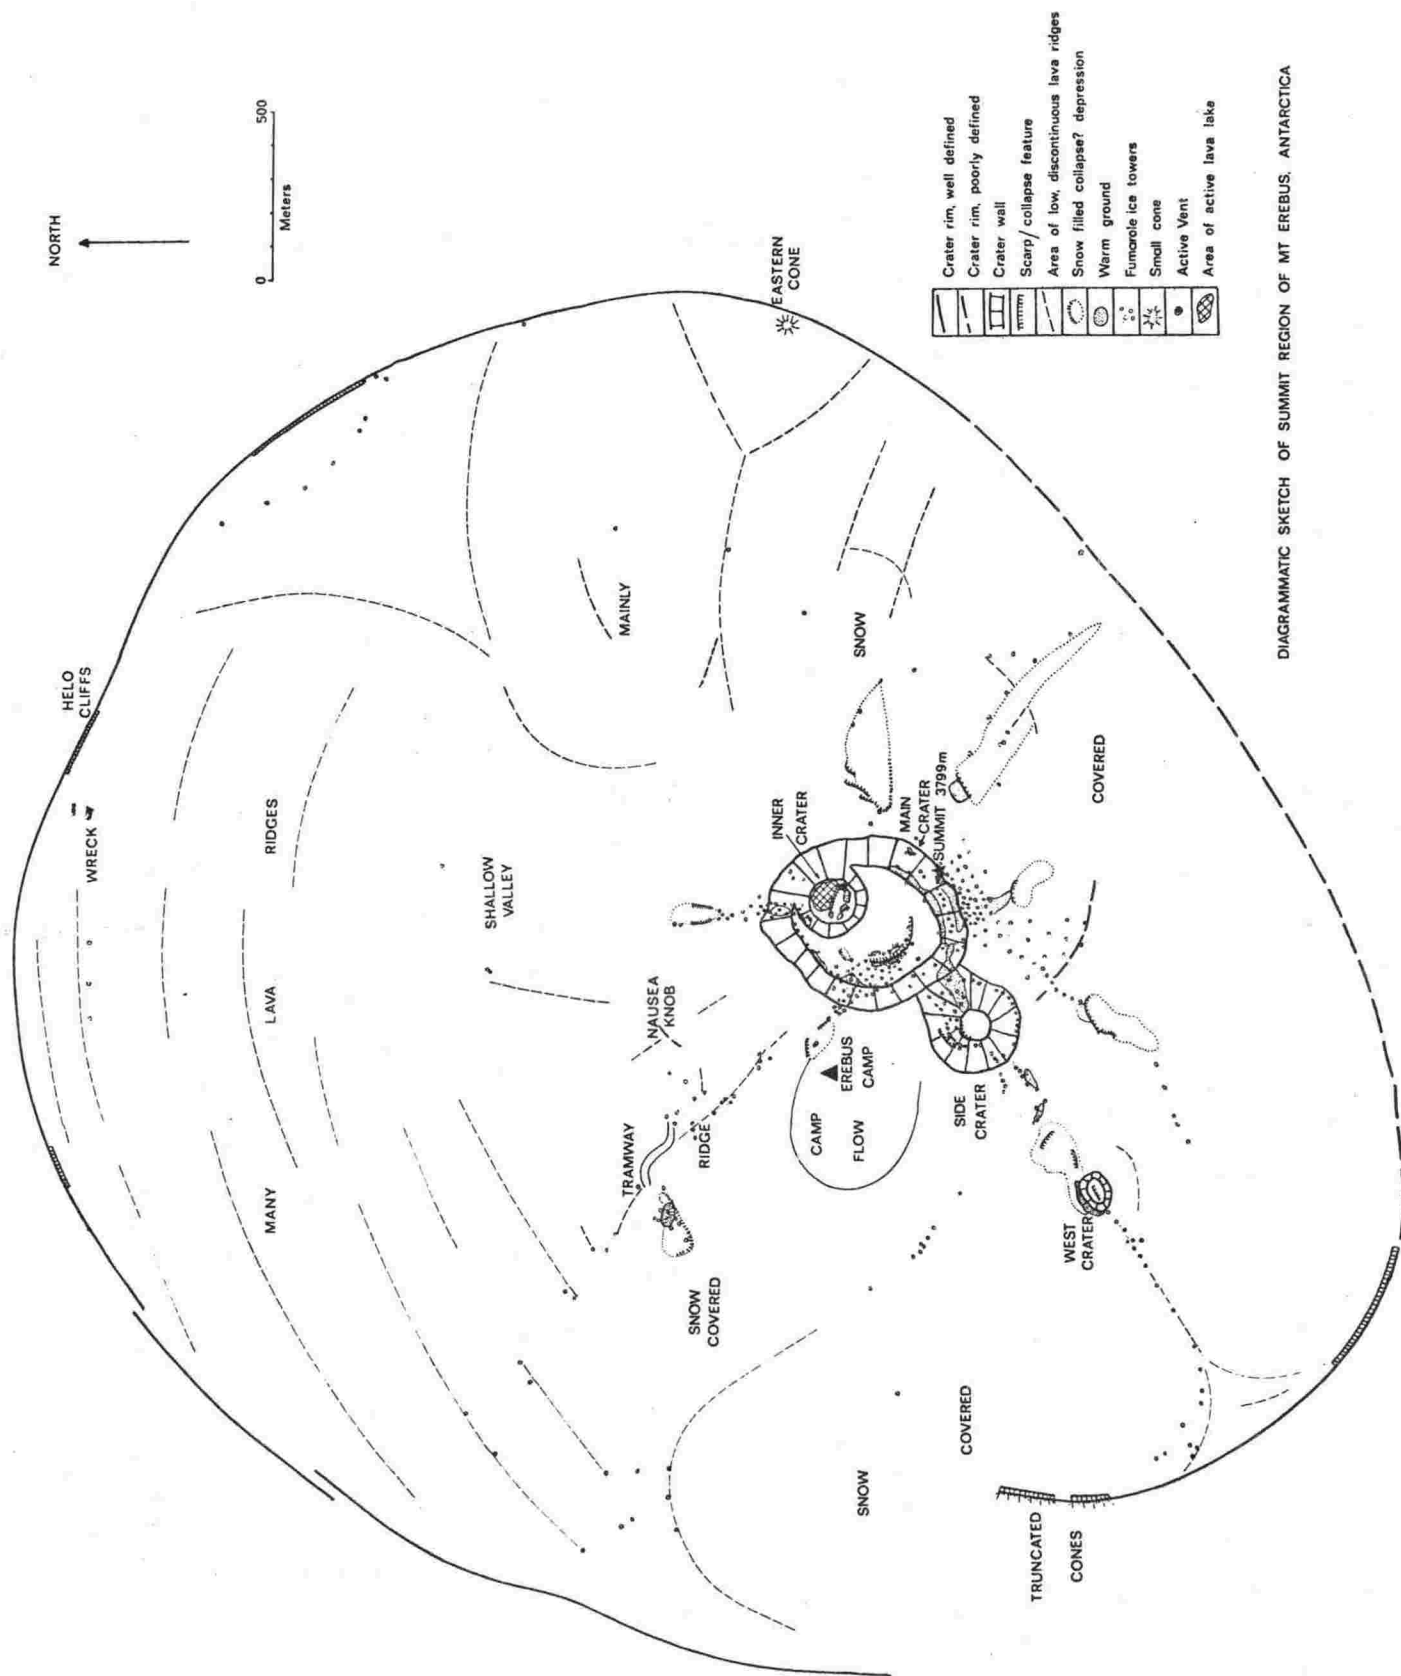 NORTH
0
500
Meters
HELO
CLIFFS
WRECK
RIDGES
LAVA
MANY
SHALLOW
VALLEY
MAINLY
EASTERN
CONE
SNOW
COVERED
NAUSEA
KNOB
TRAMWAY
RIDGE
INNER
CRATER
MAIN
CRATER
SUMMIT 3799m
EREBUS
CAMP
CAMP
FLOW
SIDE
CRATER
WEST
CRATER
SNOW
COVERED
SNOW
COVERED
TRUNCATED
CONES
Crater rim, well defined
Crater rim, poorly defined
Crater wall
Scarp/collapse feature
Area of low, discontinuous lava ridges
Snow filled collapse? depression
Warm ground
Fumarole ice towers
Small cone
Active Vent
Area of active lava lake
DIAGRAMMATIC SKETCH OF SUMMIT REGION OF MT EREBUS, ANTARCTICA